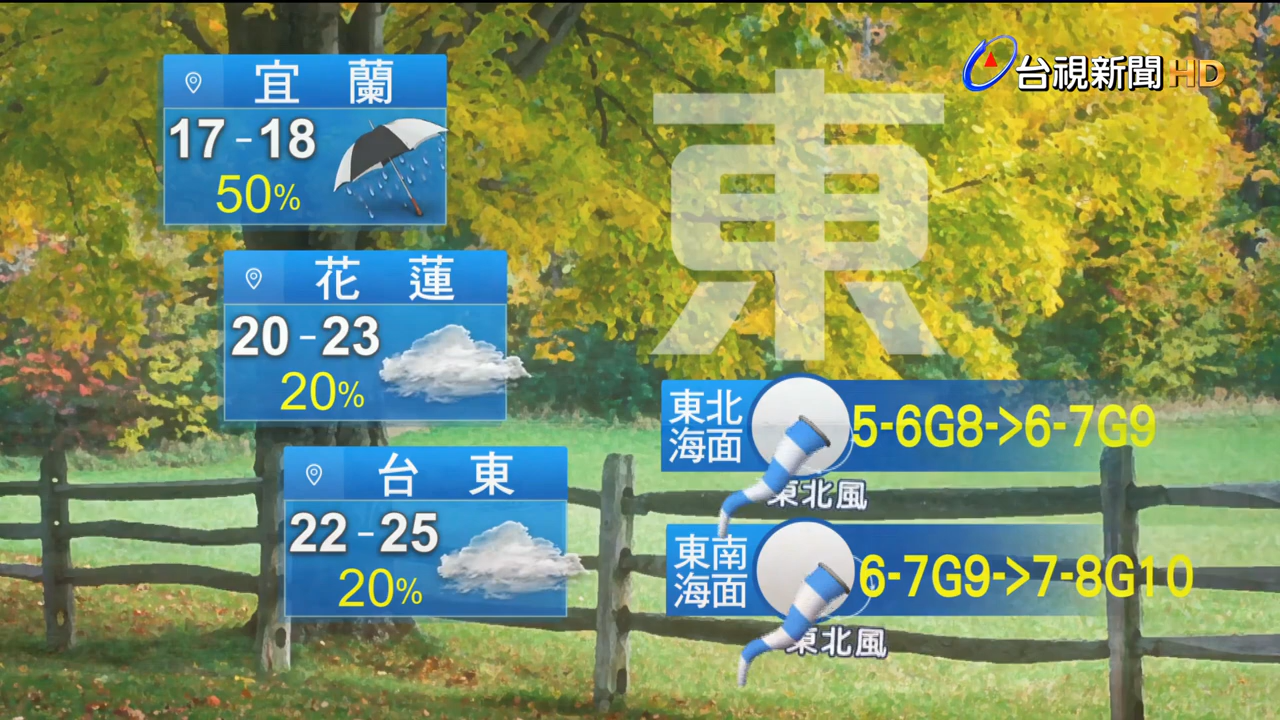 台視新聞HD
東
宜蘭
17-18
50%
花蓮
20-23
20%
台東
22-25
20%
東北
海面
5-6G8->6-7G9
東北風
東南
海面
6-7G9->7-8G10
東北風